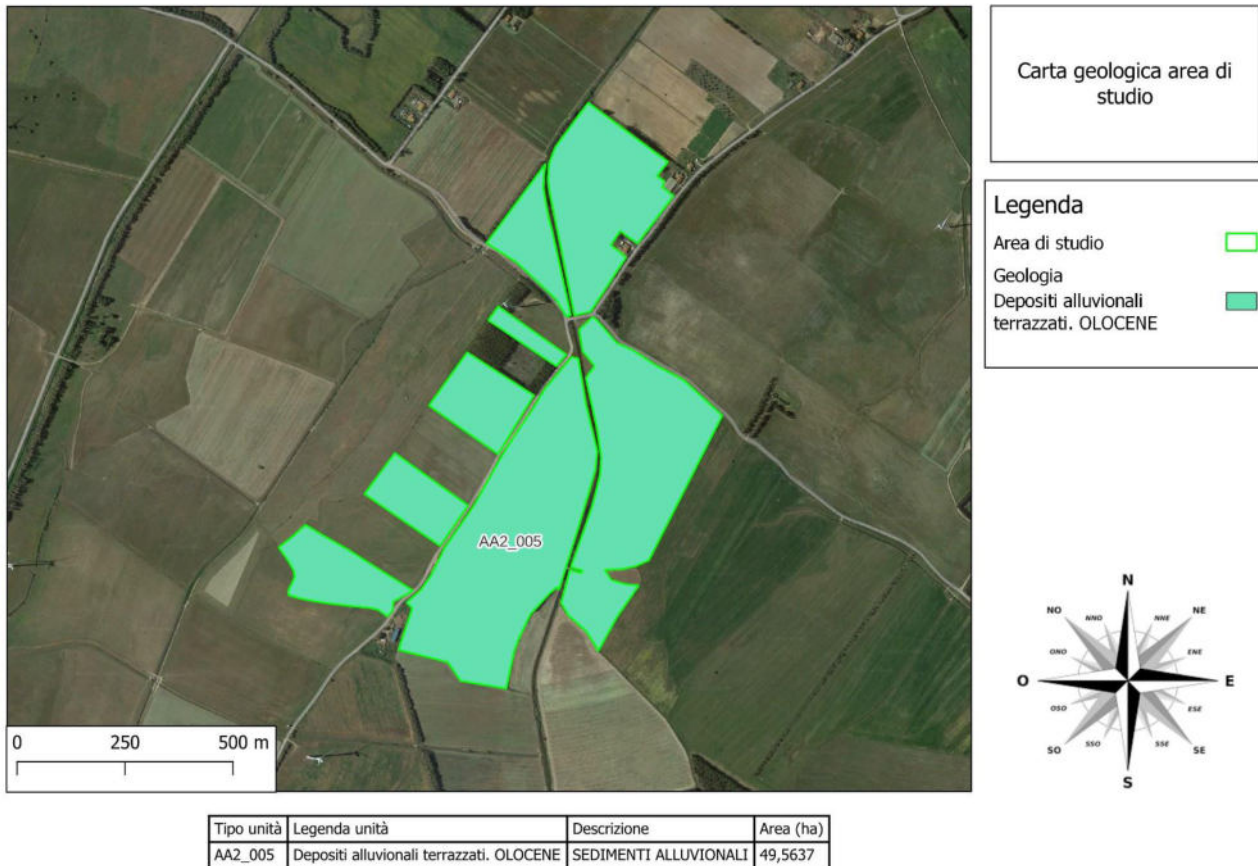 Carta geologica area di
studio
Legenda
Area di studio
Geologia
Depositi alluvionali
terrazzati. OLOCENE
AA2_005
0 250 500 m
N
NNO NNE
NO NE
ONO ENE
O E
OSO ESE
SO SE
SSO SSE
S
Tipo unità Legenda unità Descrizione Area (ha)
AA2_005 Depositi alluvionali terrazzati. OLOCENE SEDIMENTI ALLUVIONALI 49,5637